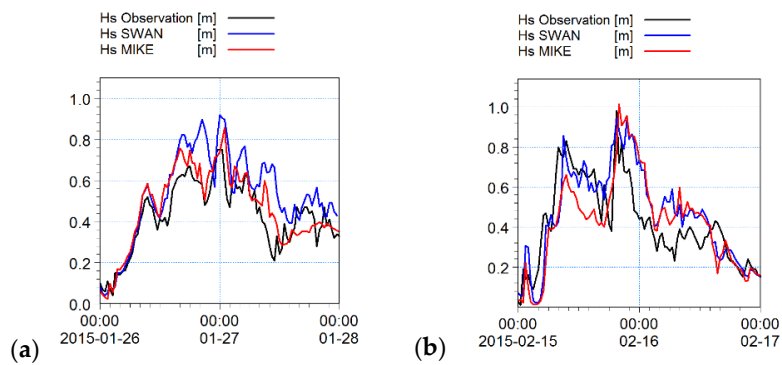 Hs Observation [m]
Hs SWAN [m]
Hs MIKE [m]
1.0
0.8
0.6
0.4
0.2
0.0
00:00 00:00 00:00
2015-01-26 01-27 01-28
(a)
Hs Observation [m]
Hs SWAN [m]
Hs MIKE [m]
1.0
0.8
0.6
0.4
0.2
00:00 00:00 00:00
2015-02-15 02-16 02-17
(b)